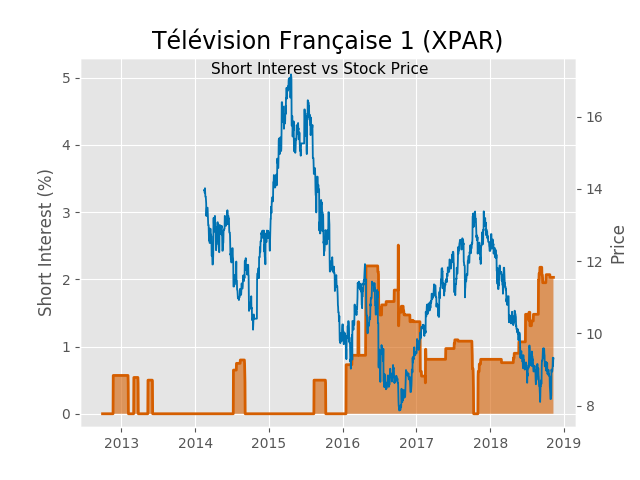 Télévision Française 1 (XPAR)
Short Interest vs Stock Price
Short Interest (%)
5
4
3
2
1
0
16
14
12
10
8
Price
2013 2014 2015 2016 2017 2018 2019